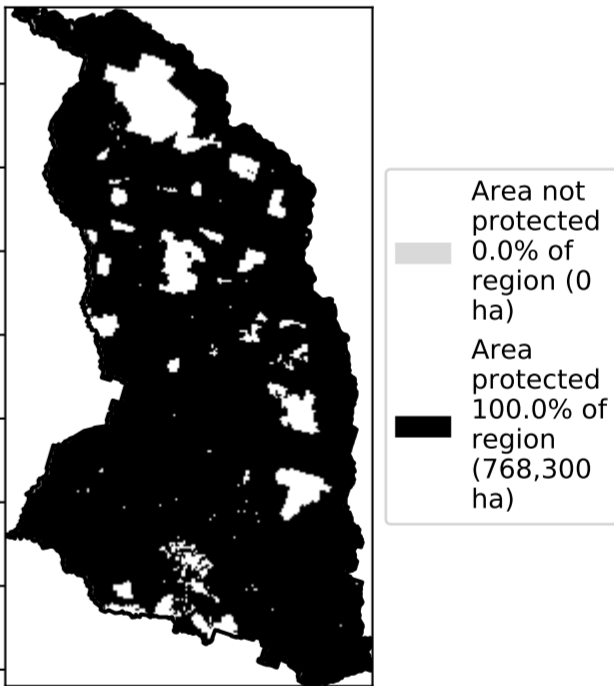 Area not
protected
0.0% of
region (0
ha)
Area
protected
100.0% of
region
(768,300
ha)